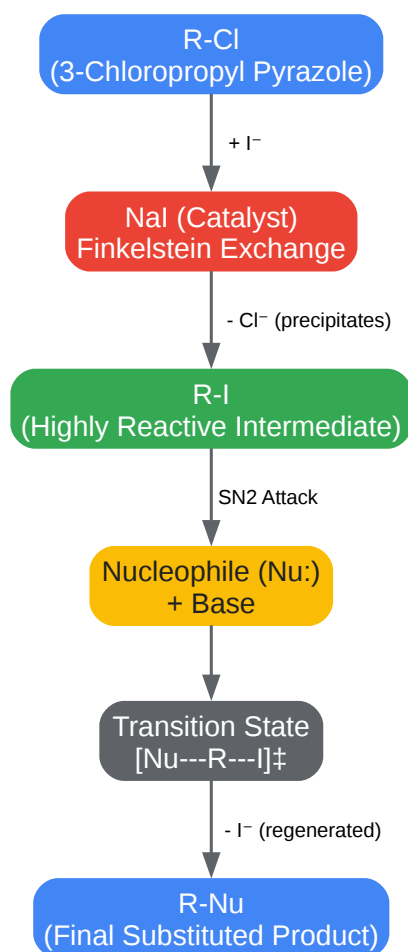 R-Cl
(3-Chloropropyl Pyrazole)
+ I⁻
NaI (Catalyst)
Finkelstein Exchange
- Cl⁻ (precipitates)
R-I
(Highly Reactive Intermediate)
SN2 Attack
Nucleophile (Nu:)
+ Base
Transition State
[Nu---R---I]‡
- I⁻ (regenerated)
R-Nu
(Final Substituted Product)